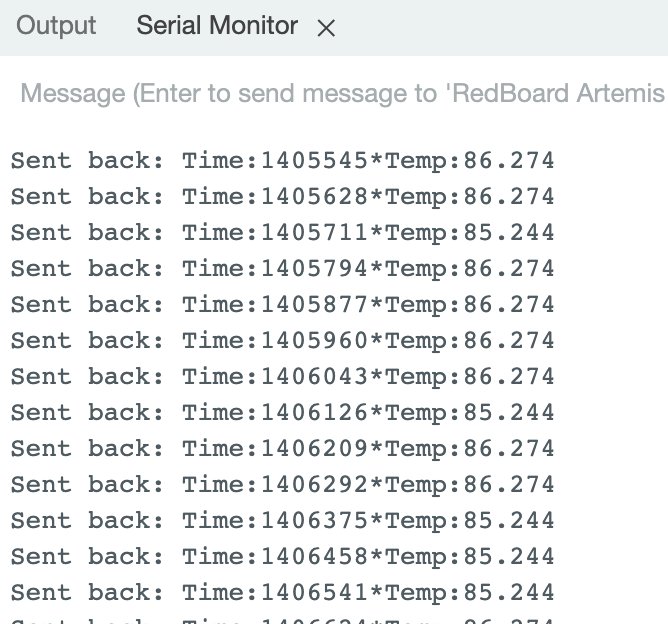 Output Serial Monitor ×
Message (Enter to send message to 'RedBoard Artemis
Sent back: Time:1405545*Temp:86.274
Sent back: Time:1405628*Temp:86.274
Sent back: Time:1405711*Temp:85.244
Sent back: Time:1405794*Temp:86.274
Sent back: Time:1405877*Temp:86.274
Sent back: Time:1405960*Temp:86.274
Sent back: Time:1406043*Temp:86.274
Sent back: Time:1406126*Temp:85.244
Sent back: Time:1406209*Temp:86.274
Sent back: Time:1406292*Temp:86.274
Sent back: Time:1406375*Temp:85.244
Sent back: Time:1406458*Temp:85.244
Sent back: Time:1406541*Temp:85.244